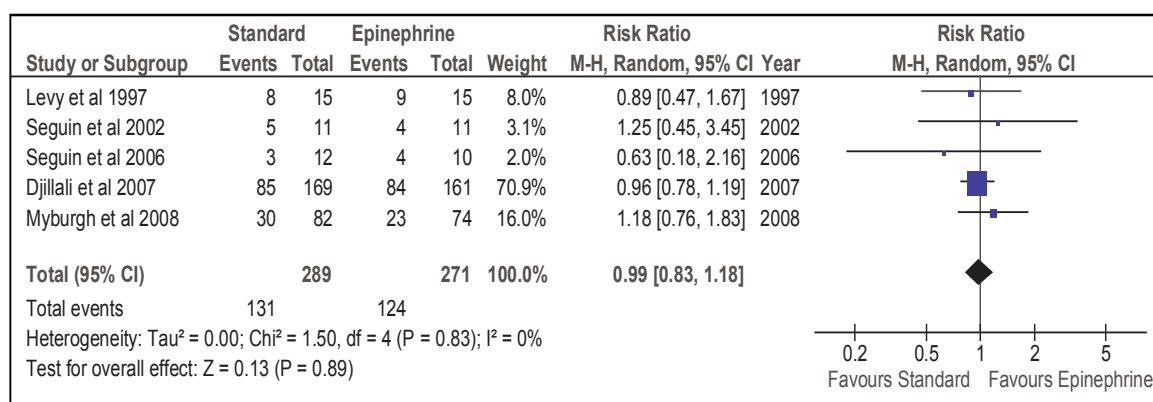 Standard Epinephrine Risk Ratio Risk Ratio
Study or Subgroup Events Total Events Total Weight M-H, Random, 95% CI Year M-H, Random, 95% CI
Levy et al 1997 8 15 9 15 8.0% 0.89 [0.47, 1.67] 1997
Seguin et al 2002 5 11 4 11 3.1% 1.25 [0.45, 3.45] 2002
Seguin et al 2006 3 12 4 10 2.0% 0.63 [0.18, 2.16] 2006
Djillali et al 2007 85 169 84 161 70.9% 0.96 [0.78, 1.19] 2007
Myburgh et al 2008 30 82 23 74 16.0% 1.18 [0.76, 1.83] 2008
Total (95% CI) 289 271 100.0% 0.99 [0.83, 1.18]
Total events 131 124
Heterogeneity: Tau² = 0.00; Chi² = 1.50, df = 4 (P = 0.83); I² = 0%
Test for overall effect: Z = 0.13 (P = 0.89)
0.2 0.5 1 2 5
Favours Standard Favours Epinephrine